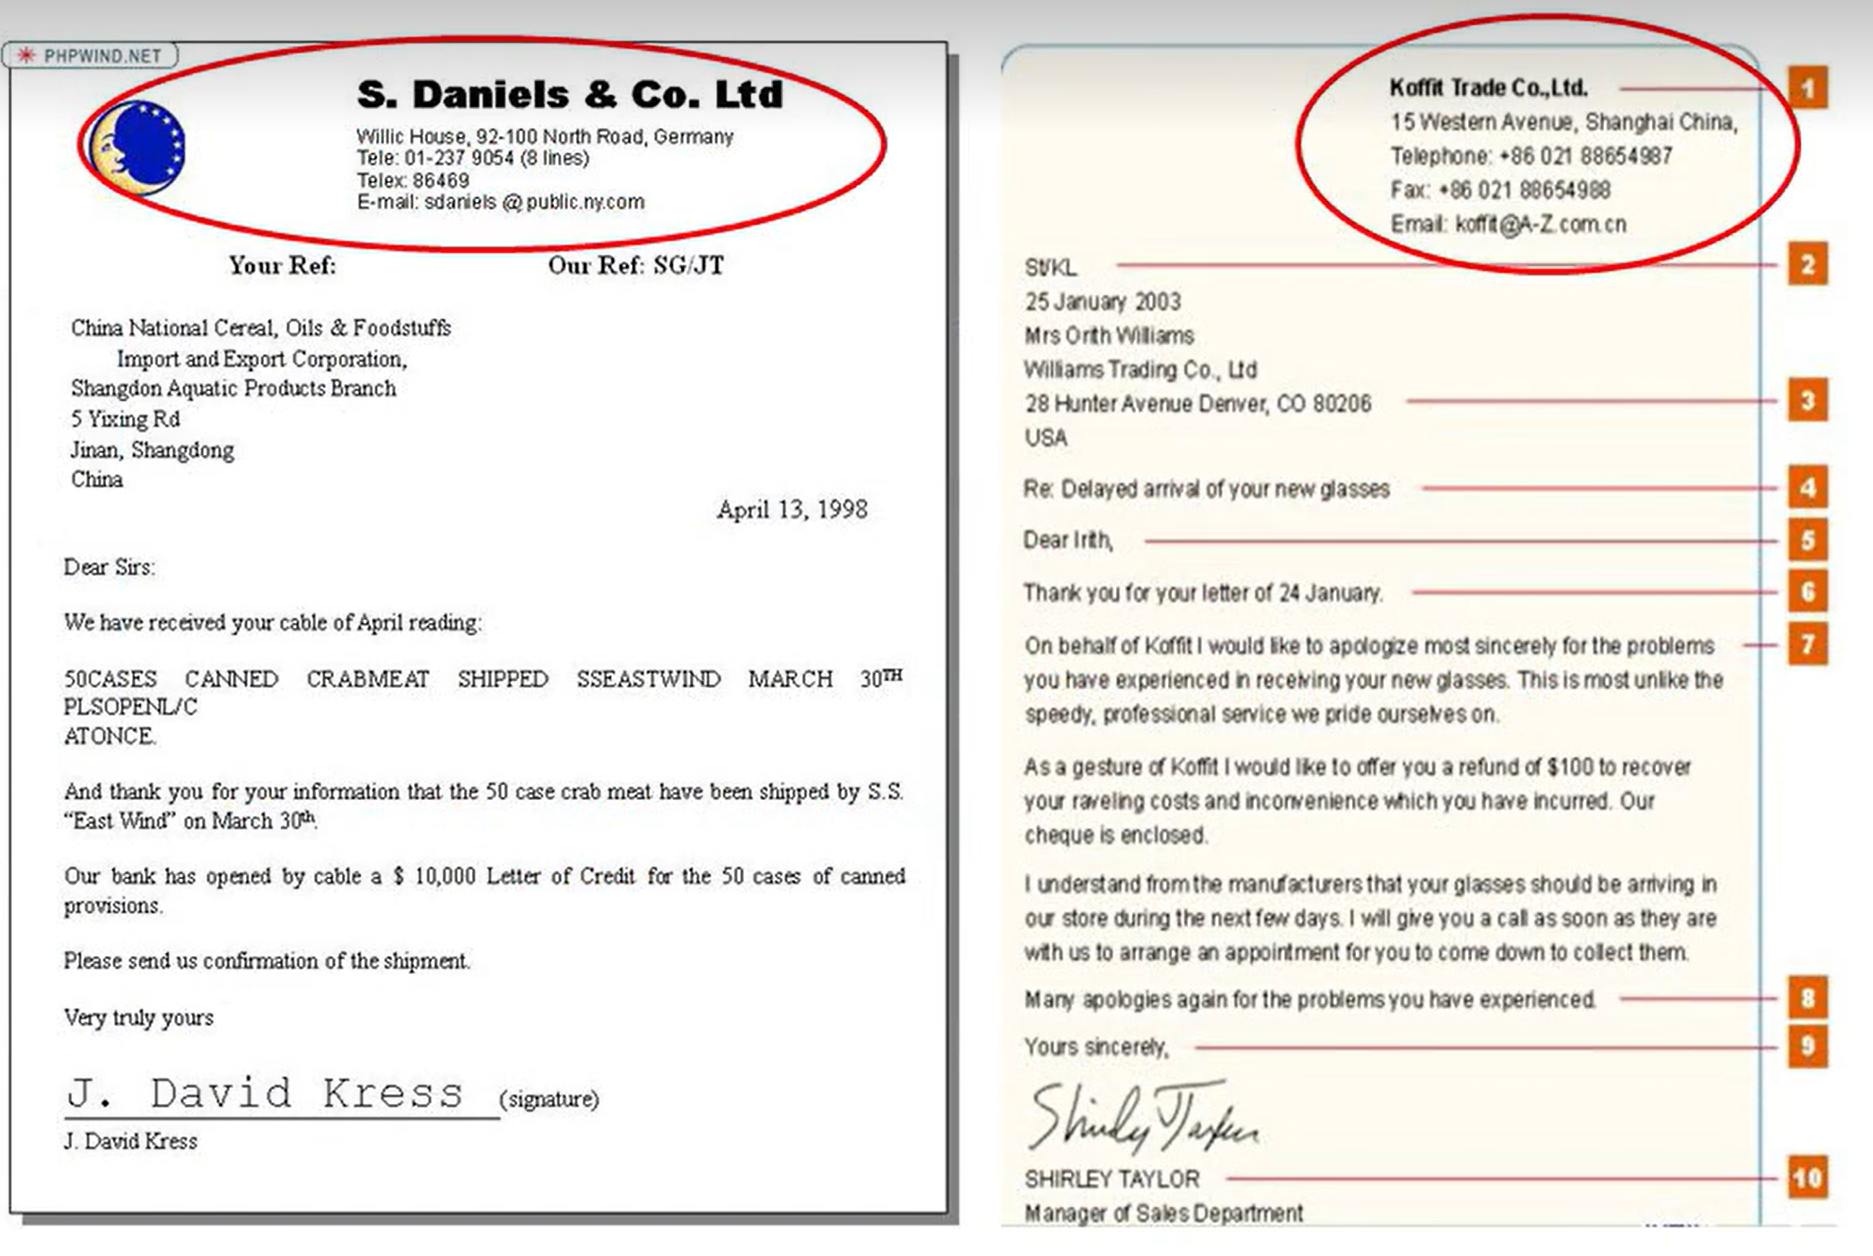 PHPWIND.NET
S. Daniels & Co. Ltd
Willic House, 92-100 North Road, Germany
Tele: 01-237 9054 (8 lines)
Telex: 86469
E-mail: sdaniels @ public.ny.com
Your Ref: Our Ref: SG/JT
China National Cereal, Oils & Foodstuffs
Import and Export Corporation,
Shangdon Aquatic Products Branch
5 Yixing Rd
Jinan, Shangdong
China
April 13, 1998
Dear Sirs:
We have received your cable of April reading:
50CASES CANNED CRABMEAT SHIPPED SSEASTWIND MARCH 30TH
PLSOPENL/C
ATONCE.
And thank you for your information that the 50 case crab meat have been shipped by S.S.
“East Wind” on March 30th.
Our bank has opened by cable a $ 10,000 Letter of Credit for the 50 cases of canned
provisions.
Please send us confirmation of the shipment.
Very truly yours
J. David Kress (signature)
J. David Kress
Koffit Trade Co.,Ltd.
1
15 Western Avenue, Shanghai China,
Telephone: +86 021 88654987
Fax: +86 021 88654988
Email: koffit@A-Z.com.cn
St/KL
2
25 January 2003
Mrs Orith Williams
Williams Trading Co., Ltd
28 Hunter Avenue Denver, CO 80206
3
USA
Re: Delayed arrival of your new glasses
4
Dear Irith,
5
Thank you for your letter of 24 January.
6
On behalf of Koffit I would like to apologize most sincerely for the problems
7
you have experienced in receiving your new glasses. This is most unlike the
speedy, professional service we pride ourselves on.
As a gesture of Koffit I would like to offer you a refund of $100 to recover
your raveling costs and inconvenience which you have incurred. Our
cheque is enclosed.
I understand from the manufacturers that your glasses should be arriving in
our store during the next few days. I will give you a call as soon as they are
with us to arrange an appointment for you to come down to collect them.
Many apologies again for the problems you have experienced.
8
Yours sincerely,
9
Shirley Taylor
SHIRLEY TAYLOR
10
Manager of Sales Department